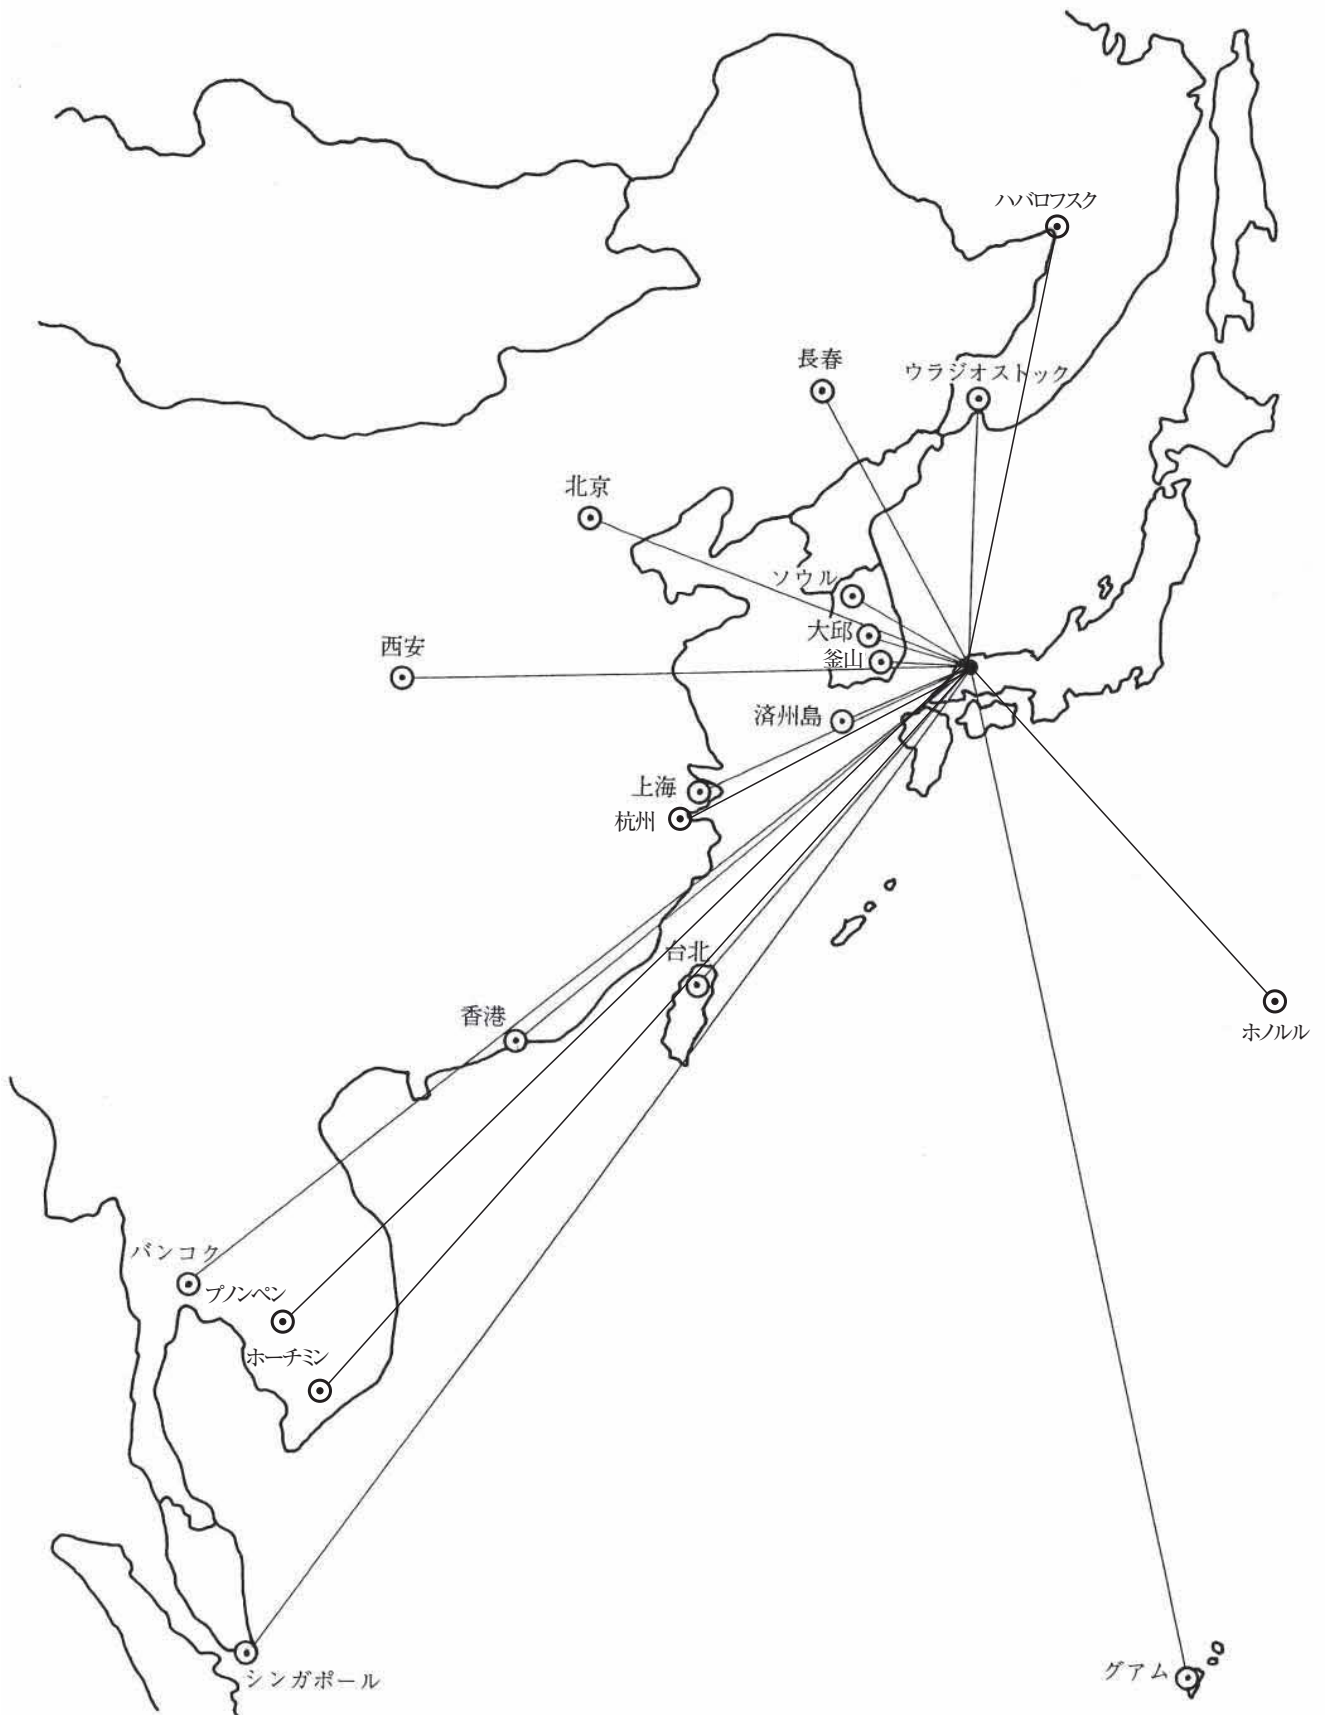 ハバロフスク
長春
ウラジオストック
北京
ソウル
大邱
釜山
西安
済州島
上海
杭州
台北
香港
ホノルル
バンコク
プノンペン
ホーチミン
シンガポール
グアム